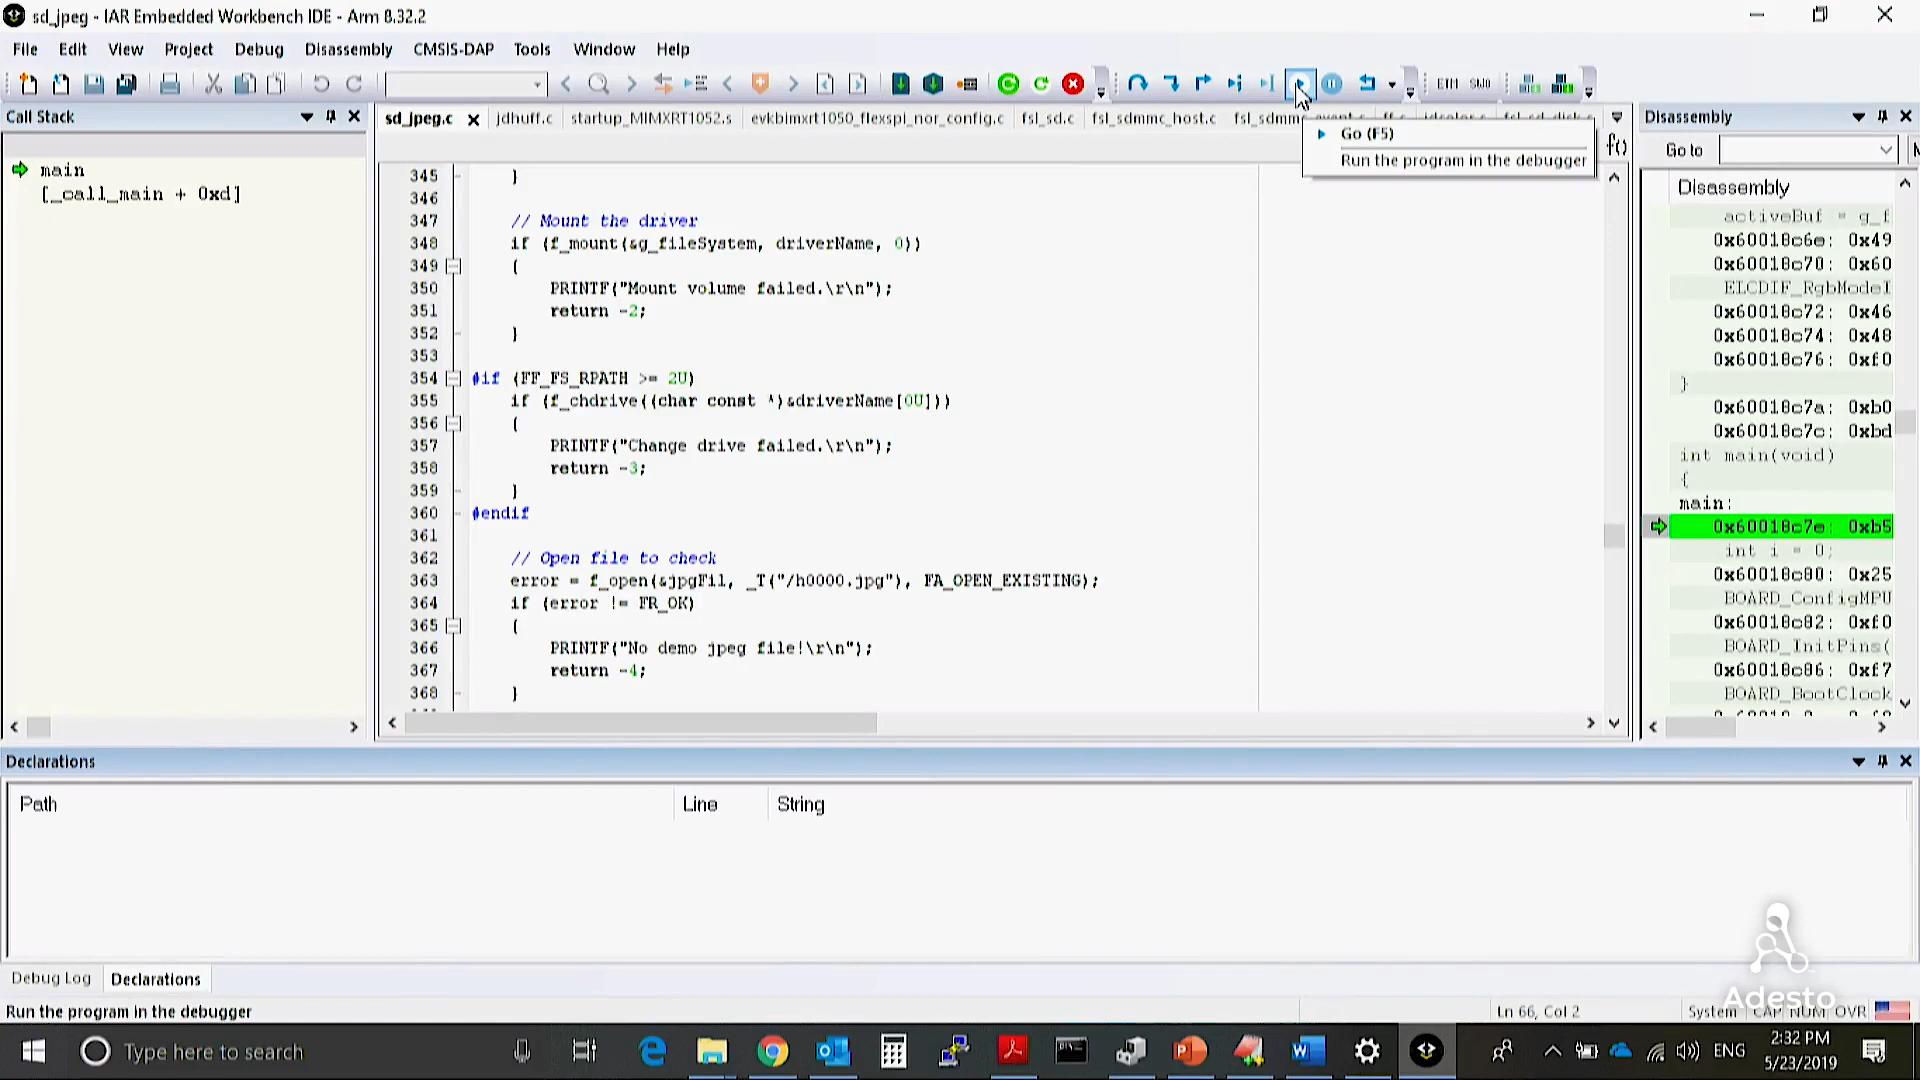 sd_jpeg - IAR Embedded Workbench IDE - Arm 8.32.2
File Edit View Project Debug Disassembly CMSIS-DAP Tools Window Help
ETM SWO
Call Stack
main
[_call_main + 0xd]
sd_jpeg.c jdhuff.c startup_MIMXRT1052.s evkbimxrt1050_flexspi_nor_config.c fsl_sd.c fsl_sdmmc_host.c
Go (F5)
Run the program in the debugger
345 }
346
347 // Mount the driver
348 if (f_mount(&g_fileSystem, driverName, 0))
349 {
350 PRINTF("Mount volume failed.\r\n");
351 return -2;
352 }
353
354 #if (FF_FS_RPATH >= 2U)
355 if (f_chdrive((char const *)&driverName[0U]))
356 {
357 PRINTF("Change drive failed.\r\n");
358 return -3;
359 }
360 #endif
361
362 // Open file to check
363 error = f_open(&jpgFil, _T("/h0000.jpg"), FA_OPEN_EXISTING);
364 if (error != FR_OK)
365 {
366 PRINTF("No demo jpeg file!\r\n");
367 return -4;
368 }
Disassembly
Go to
Disassembly
activeBuf = g_f
0x60018c6e: 0x49
0x60018c70: 0x60
ELCDIF_RgbModeI
0x60018c72: 0x46
0x60018c74: 0x48
0x60018c76: 0xf0
}
0x60018c7a: 0xb0
0x60018c7c: 0xbd
int main(void)
{
main:
0x60018c7e: 0xb5
int i = 0;
0x60018c80: 0x25
BOARD_ConfigMPU
0x60018c82: 0xf0
BOARD_InitPins(
0x60018c86: 0xf7
BOARD_BootClock
Declarations
Path Line String
Debug Log Declarations
Run the program in the debugger
Ln 66, Col 2
System CAP NUM OVR
Adesto
Type here to search
ENG
2:32 PM
5/23/2019